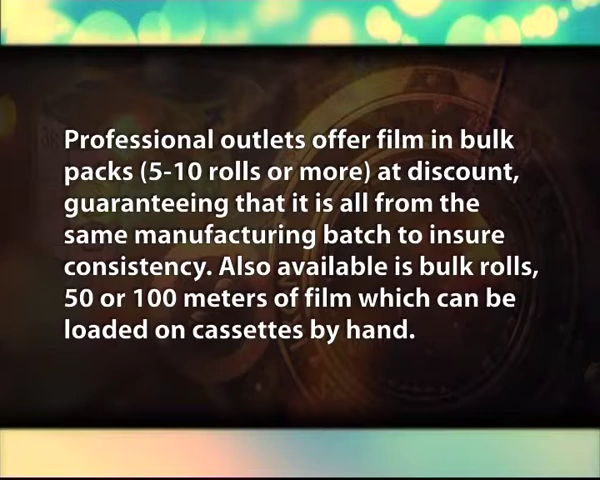 Professional outlets offer film in bulk
packs (5-10 rolls or more) at discount,
guaranteeing that it is all from the
same manufacturing batch to insure
consistency. Also available is bulk rolls,
50 or 100 meters of film which can be
loaded on cassettes by hand.